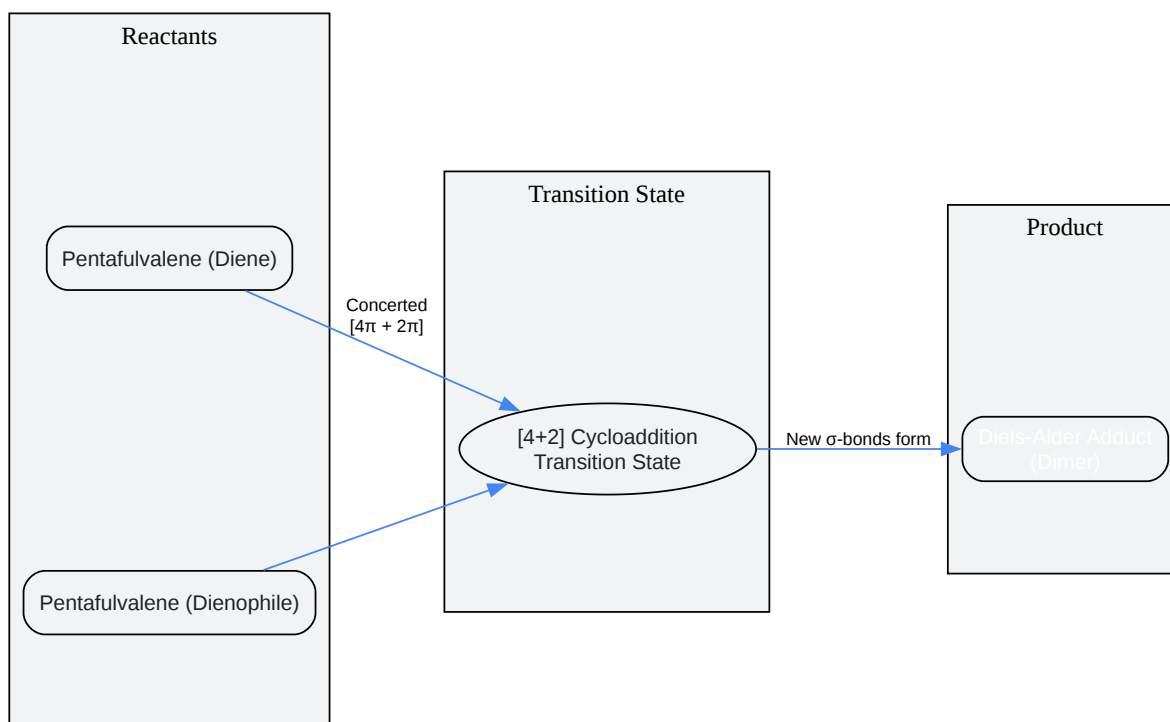 Reactants
Transition State
Product
Pentafulvalene (Diene)
Concerted
[4π + 2π]
[4+2] Cycloaddition
Transition State
New σ-bonds form
Diels-Alder Adduct
(Dimer)
Pentafulvalene (Dienophile)